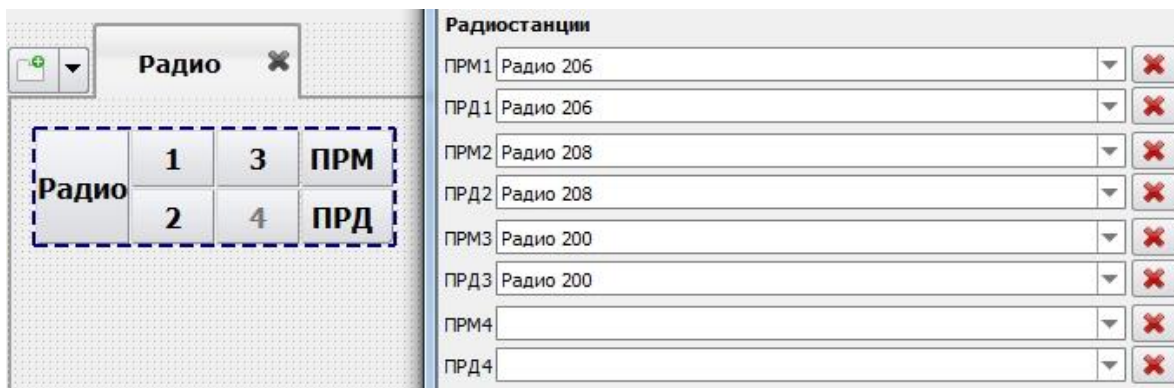 Радио
Радио
1
3
ПРМ
2
4
ПРД
Радиостанции
ПРМ1 Радио 206
ПРД1 Радио 206
ПРМ2 Радио 208
ПРД2 Радио 208
ПРМ3 Радио 200
ПРД3 Радио 200
ПРМ4
ПРД4